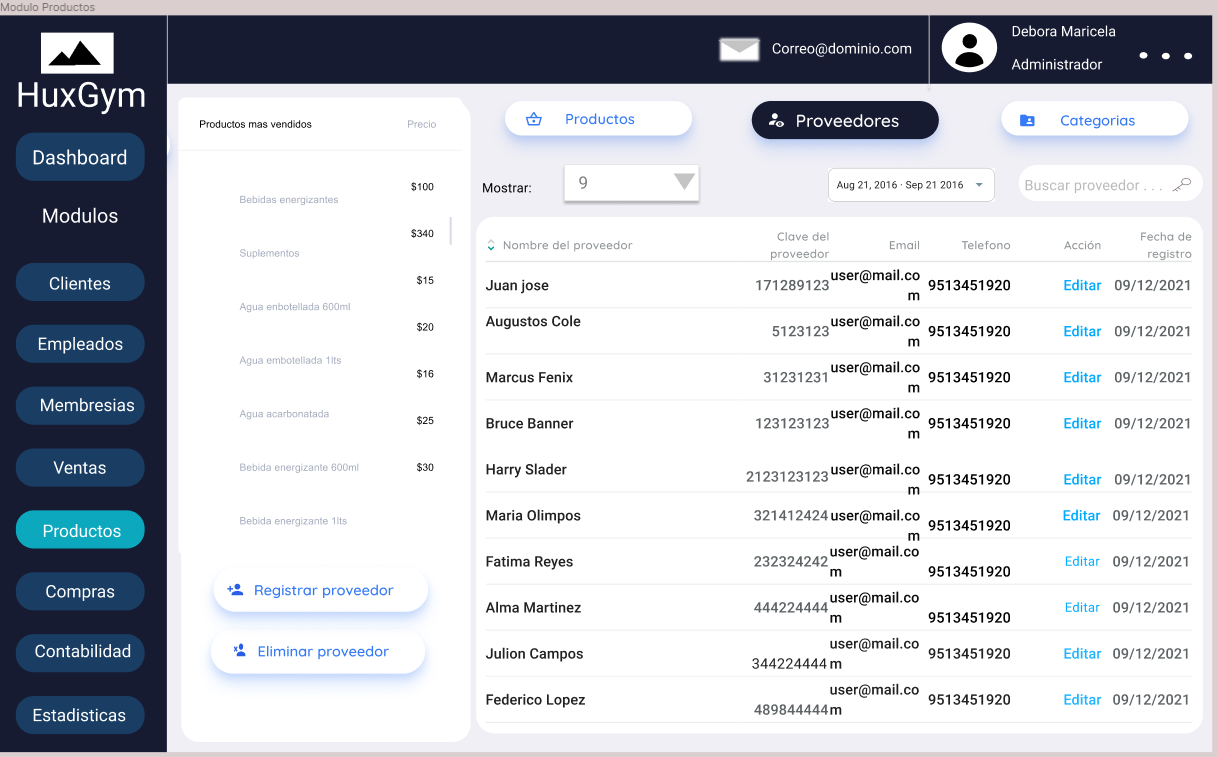 Modulo Productos
HuxGym
Dashboard
Modulos
Clientes
Empleados
Membresias
Ventas
Productos
Compras
Contabilidad
Estadisticas
Correo@dominio.com
Debora Maricela
Administrador
Productos mas vendidos Precio
$100
Bebidas energizantes
$340
Suplementos
$15
Agua enbotellada 600ml
$20
Agua embotellada 1lts
$16
Agua acarbonatada
$25
Bebida energizante 600ml $30
Bebida energizante 1lts
Registrar proveedor
Eliminar proveedor
Productos Proveedores Categorias
Mostrar: 9 Aug 21, 2016 · Sep 21 2016 Buscar proveedor . . .
Nombre del proveedor Clave del proveedor Email Telefono Acción Fecha de registro
Juan jose 171289123 user@mail.com 9513451920 Editar 09/12/2021
Augustos Cole 5123123 user@mail.com 9513451920 Editar 09/12/2021
Marcus Fenix 31231231 user@mail.com 9513451920 Editar 09/12/2021
Bruce Banner 123123123 user@mail.com 9513451920 Editar 09/12/2021
Harry Slader 2123123123 user@mail.com 9513451920 Editar 09/12/2021
Maria Olimpos 321412424 user@mail.com 9513451920 Editar 09/12/2021
Fatima Reyes 232324242 user@mail.com 9513451920 Editar 09/12/2021
Alma Martinez 444224444 user@mail.com 9513451920 Editar 09/12/2021
Julion Campos 344224444 user@mail.com 9513451920 Editar 09/12/2021
Federico Lopez 489844444 user@mail.com 9513451920 Editar 09/12/2021